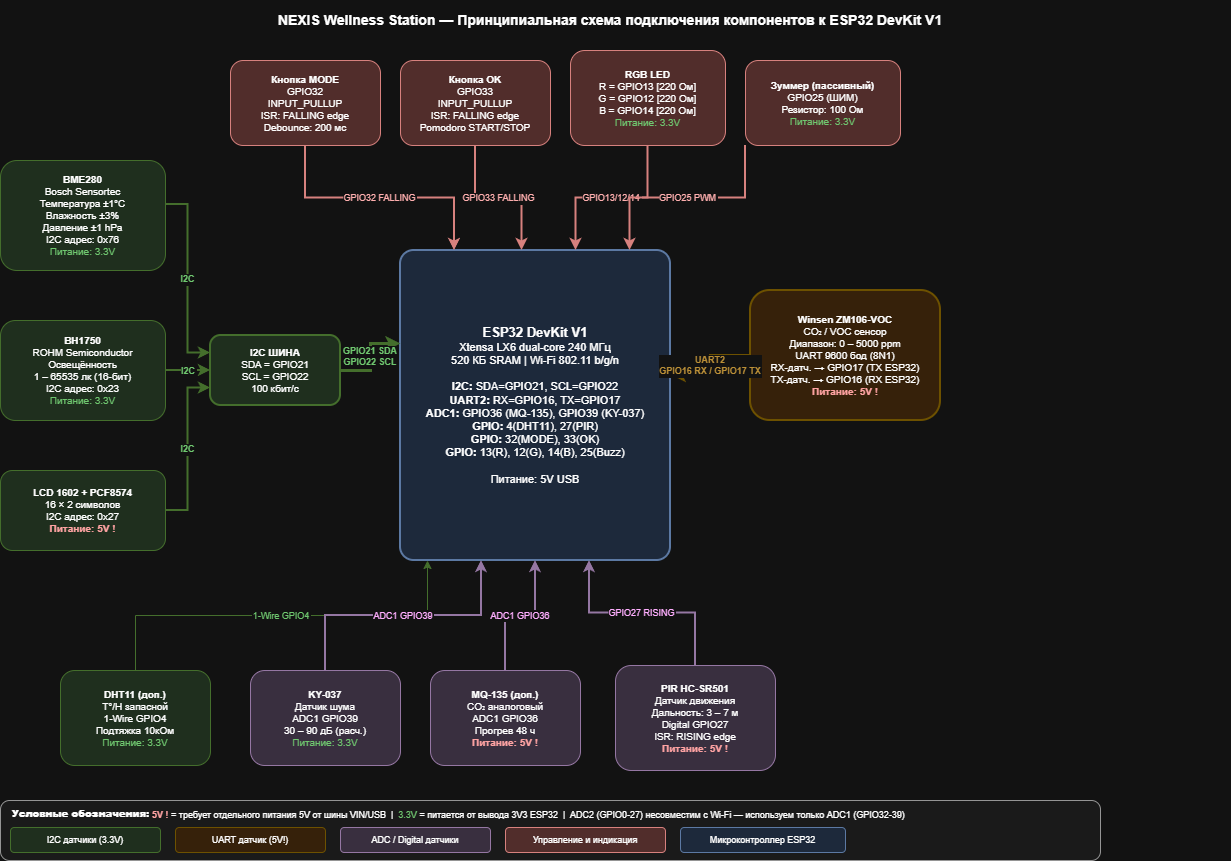 NEXIS Wellness Station — Принципиальная схема подключения компонентов к ESP32 DevKit V1
Кнопка MODE
GPIO32
INPUT_PULLUP
ISR: FALLING edge
Debounce: 200 мс
Кнопка OK
GPIO33
INPUT_PULLUP
ISR: FALLING edge
Pomodoro START/STOP
RGB LED
R = GPIO13 [220 Ом]
G = GPIO12 [220 Ом]
B = GPIO14 [220 Ом]
Питание: 3.3V
Зуммер (пассивный)
GPIO25 (ШИМ)
Резистор: 100 Ом
Питание: 3.3V
GPIO32 FALLING
GPIO33 FALLING
GPIO13/12/14
GPIO25 PWM
BME280
Bosch Sensortec
Температура ±1°C
Влажность ±3%
Давление ±1 hPa
I2C адрес: 0x76
Питание: 3.3V
I2C
BH1750
ROHM Semiconductor
Освещённость
1 – 65535 лк (16-бит)
I2C адрес: 0x23
Питание: 3.3V
I2C
LCD 1602 + PCF8574
16 × 2 символов
I2C адрес: 0x27
Питание: 5V !
I2C
I2C ШИНА
SDA = GPIO21
SCL = GPIO22
100 кбит/с
GPIO21 SDA
GPIO22 SCL
ESP32 DevKit V1
Xtensa LX6 dual-core 240 МГц
520 КБ SRAM | Wi-Fi 802.11 b/g/n
I2C: SDA=GPIO21, SCL=GPIO22
UART2: RX=GPIO16, TX=GPIO17
ADC1: GPIO36 (MQ-135), GPIO39 (KY-037)
GPIO: 4(DHT11), 27(PIR)
GPIO: 32(MODE), 33(OK)
GPIO: 13(R), 12(G), 14(B), 25(Buzz)
Питание: 5V USB
UART2
GPIO16 RX / GPIO17 TX
Winsen ZM106-VOC
CO₂ / VOC сенсор
Диапазон: 0 – 5000 ppm
UART 9600 бод (8N1)
RX-датч. → GPIO17 (TX ESP32)
TX-датч. → GPIO16 (RX ESP32)
Питание: 5V !
1-Wire GPIO4
ADC1 GPIO39
ADC1 GPIO36
GPIO27 RISING
DHT11 (доп.)
T°/H запасной
1-Wire GPIO4
Подтяжка 10кОм
Питание: 3.3V
KY-037
Датчик шума
ADC1 GPIO39
30 – 90 дБ (расч.)
Питание: 3.3V
MQ-135 (доп.)
CO₂ аналоговый
ADC1 GPIO36
Прогрев 48 ч
Питание: 5V !
PIR HC-SR501
Датчик движения
Дальность: 3 – 7 м
Digital GPIO27
ISR: RISING edge
Питание: 5V !
Условные обозначения: 5V ! = требует отдельного питания 5V от шины VIN/USB | 3.3V = питается от вывода 3V3 ESP32 | ADC2 (GPIO0-27) несовместим с Wi-Fi — используем только ADC1 (GPIO32-39)
I2C датчики (3.3V)
UART датчик (5V!)
ADC / Digital датчики
Управление и индикация
Микроконтроллер ESP32